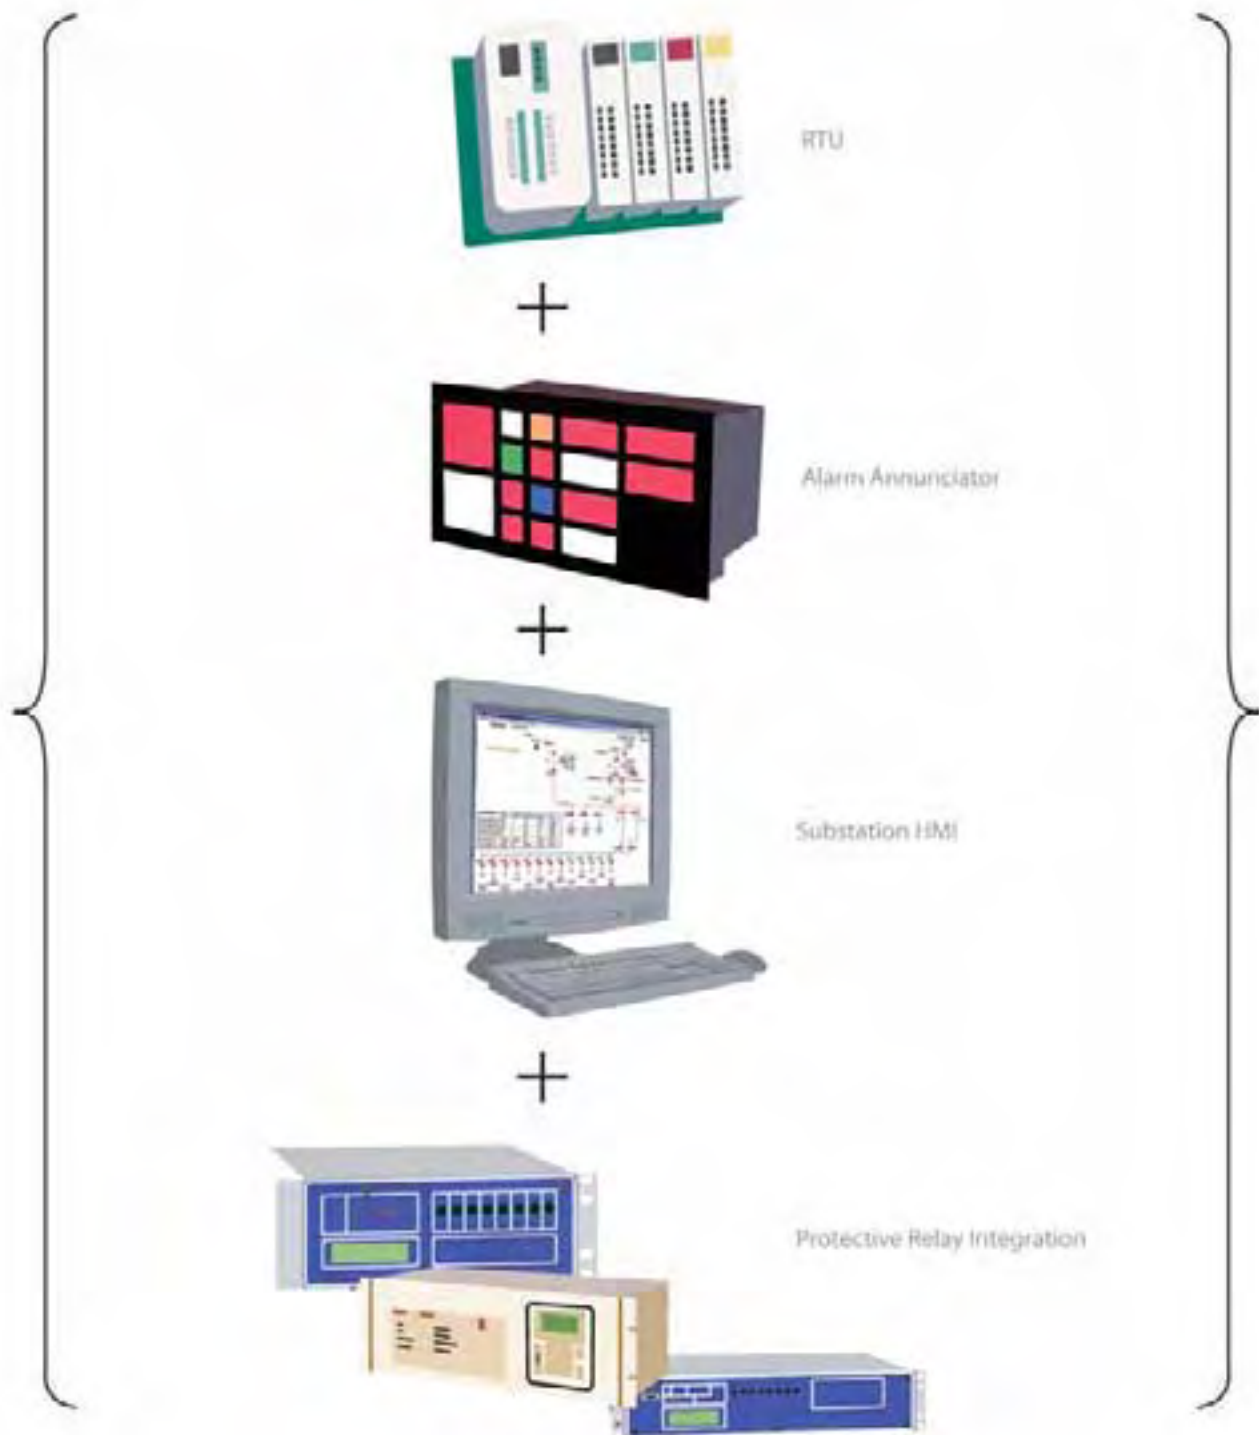 RTU
+
Alarm Annunciator
+
Substation HMI
+
Protective Relay Integration